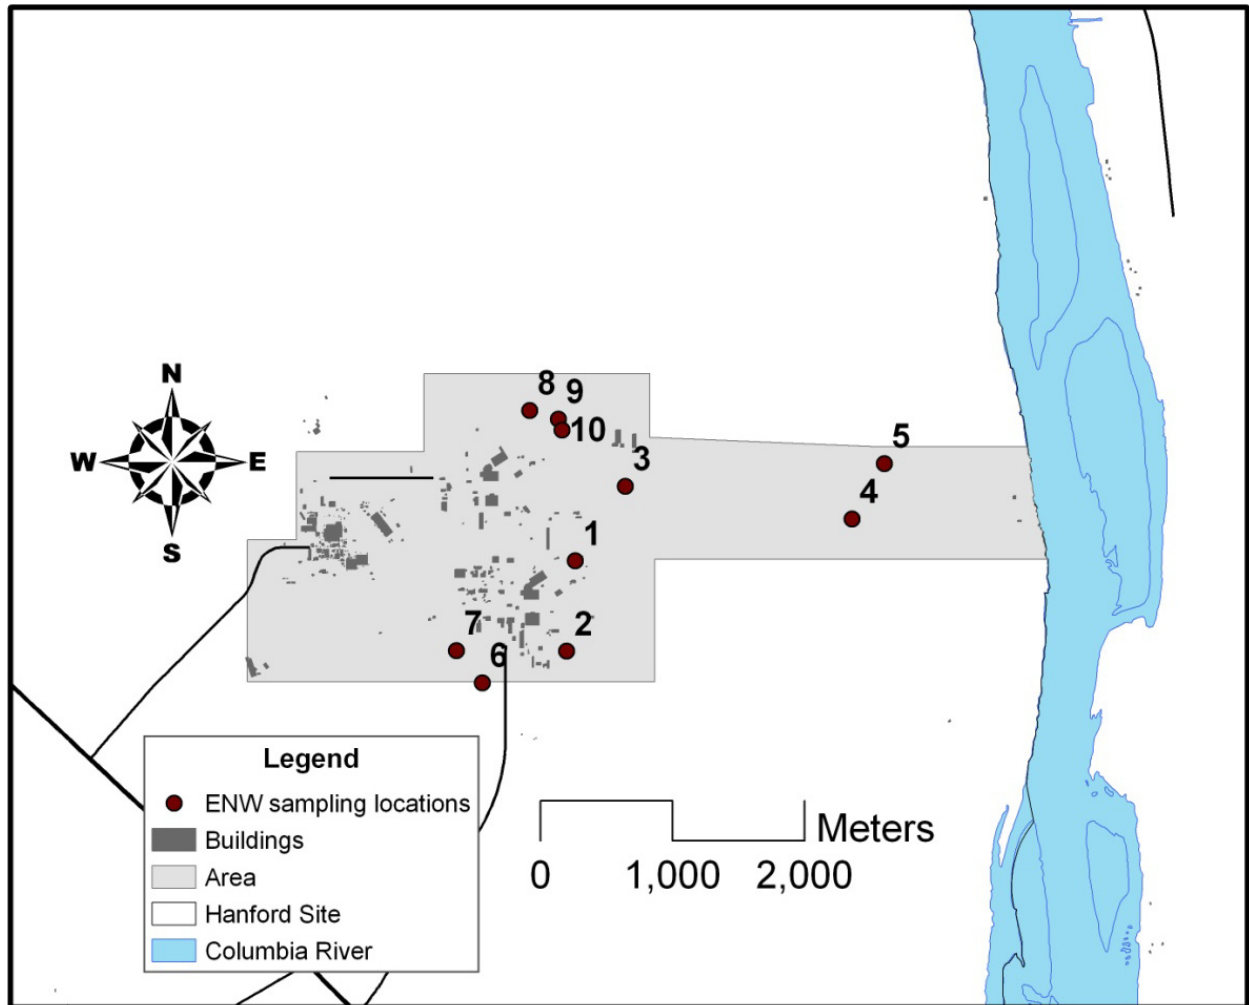 N
W
E
S
8
9
10
3
5
4
1
7
6
2
Legend
ENW sampling locations
Buildings
Area
Hanford Site
Columbia River
Meters
0 1,000 2,000